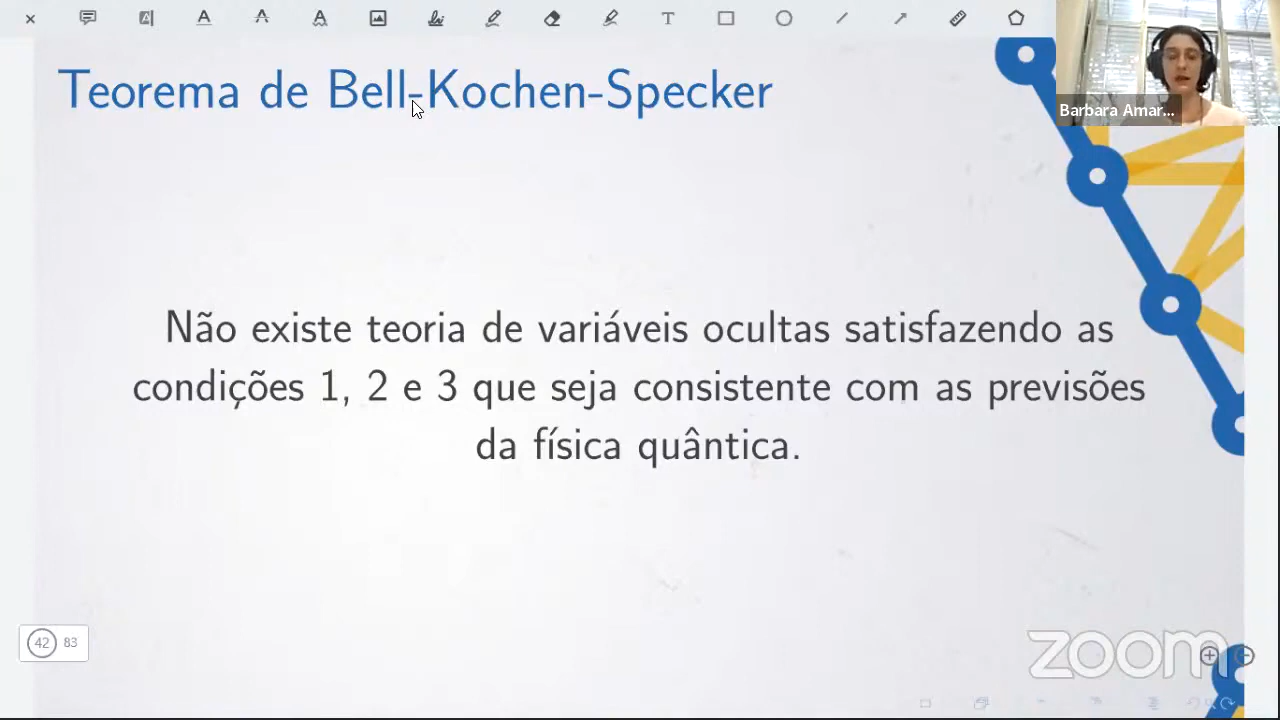 Teorema de Bell-Kochen-Specker
Barbara Amar...
Não existe teoria de variáveis ocultas satisfazendo as
condições 1, 2 e 3 que seja consistente com as previsões
da física quântica.
42 83
zoom